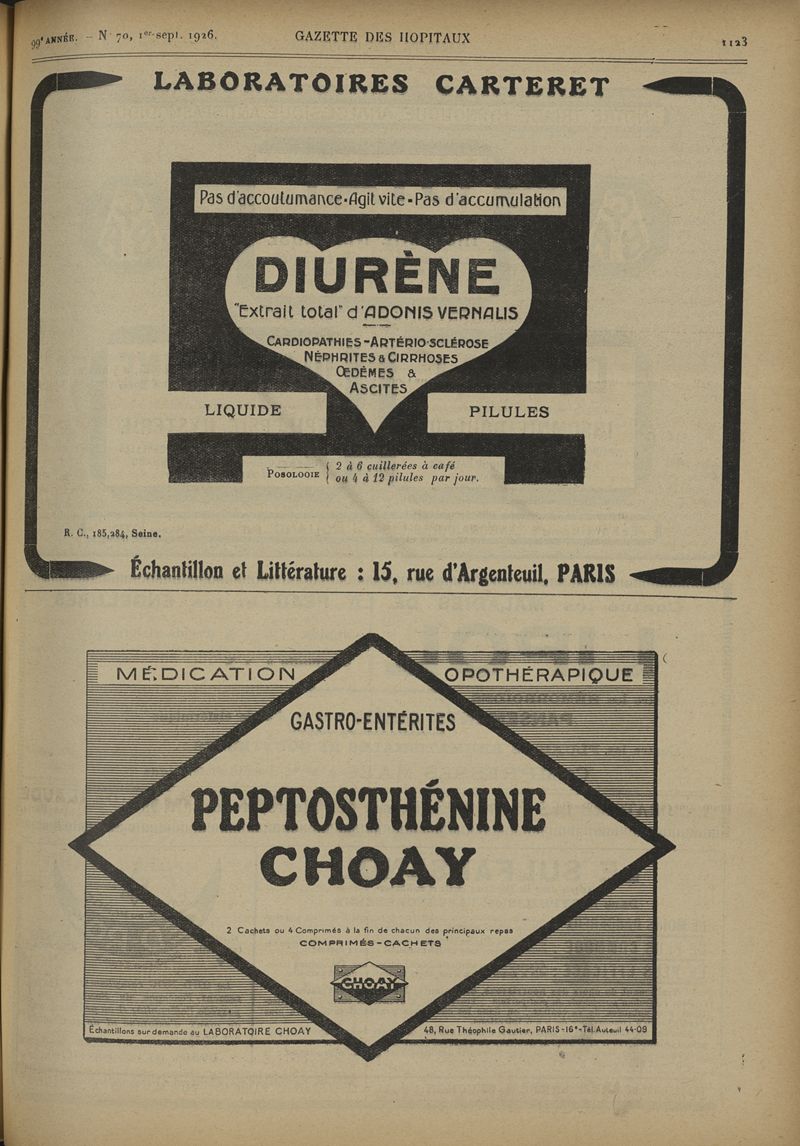 99e ANNÉE. — N° 70, 1er sept. 1926.
GAZETTE DES HOPITAUX
1123
LABORATOIRES CARTERET
Pas d'accoutumance-Agit vite-Pas d'accumulation
DIURÈNE
"Extrait total" d'ADONIS VERNALIS
CARDIOPATHIES-ARTÉRIO-SCLÉROSE
NÉPHRITES & CIRRHOSES
ŒDÉMES &
ASCITES
LIQUIDE
PILULES
POSOLOGIE { 2 à 6 cuillerées à café
ou 4 à 12 pilules par jour.
R. C., 185,284, Seine.
Échantillon et Littérature : 15, rue d'Argenteuil, PARIS
MÉDICATION OPOTHÉRAPIQUE
GASTRO-ENTÉRITES
PEPTOSTHÉNINE
CHOAY
2 Cachets ou 4 Comprimés à la fin de chacun des principaux repas
COMPRIMÉS-CACHETS
CHOAY
Échantillons sur demande au LABORATOIRE CHOAY
48, Rue Théophile Gautier, PARIS-16e-Tél. Auteuil 44-09